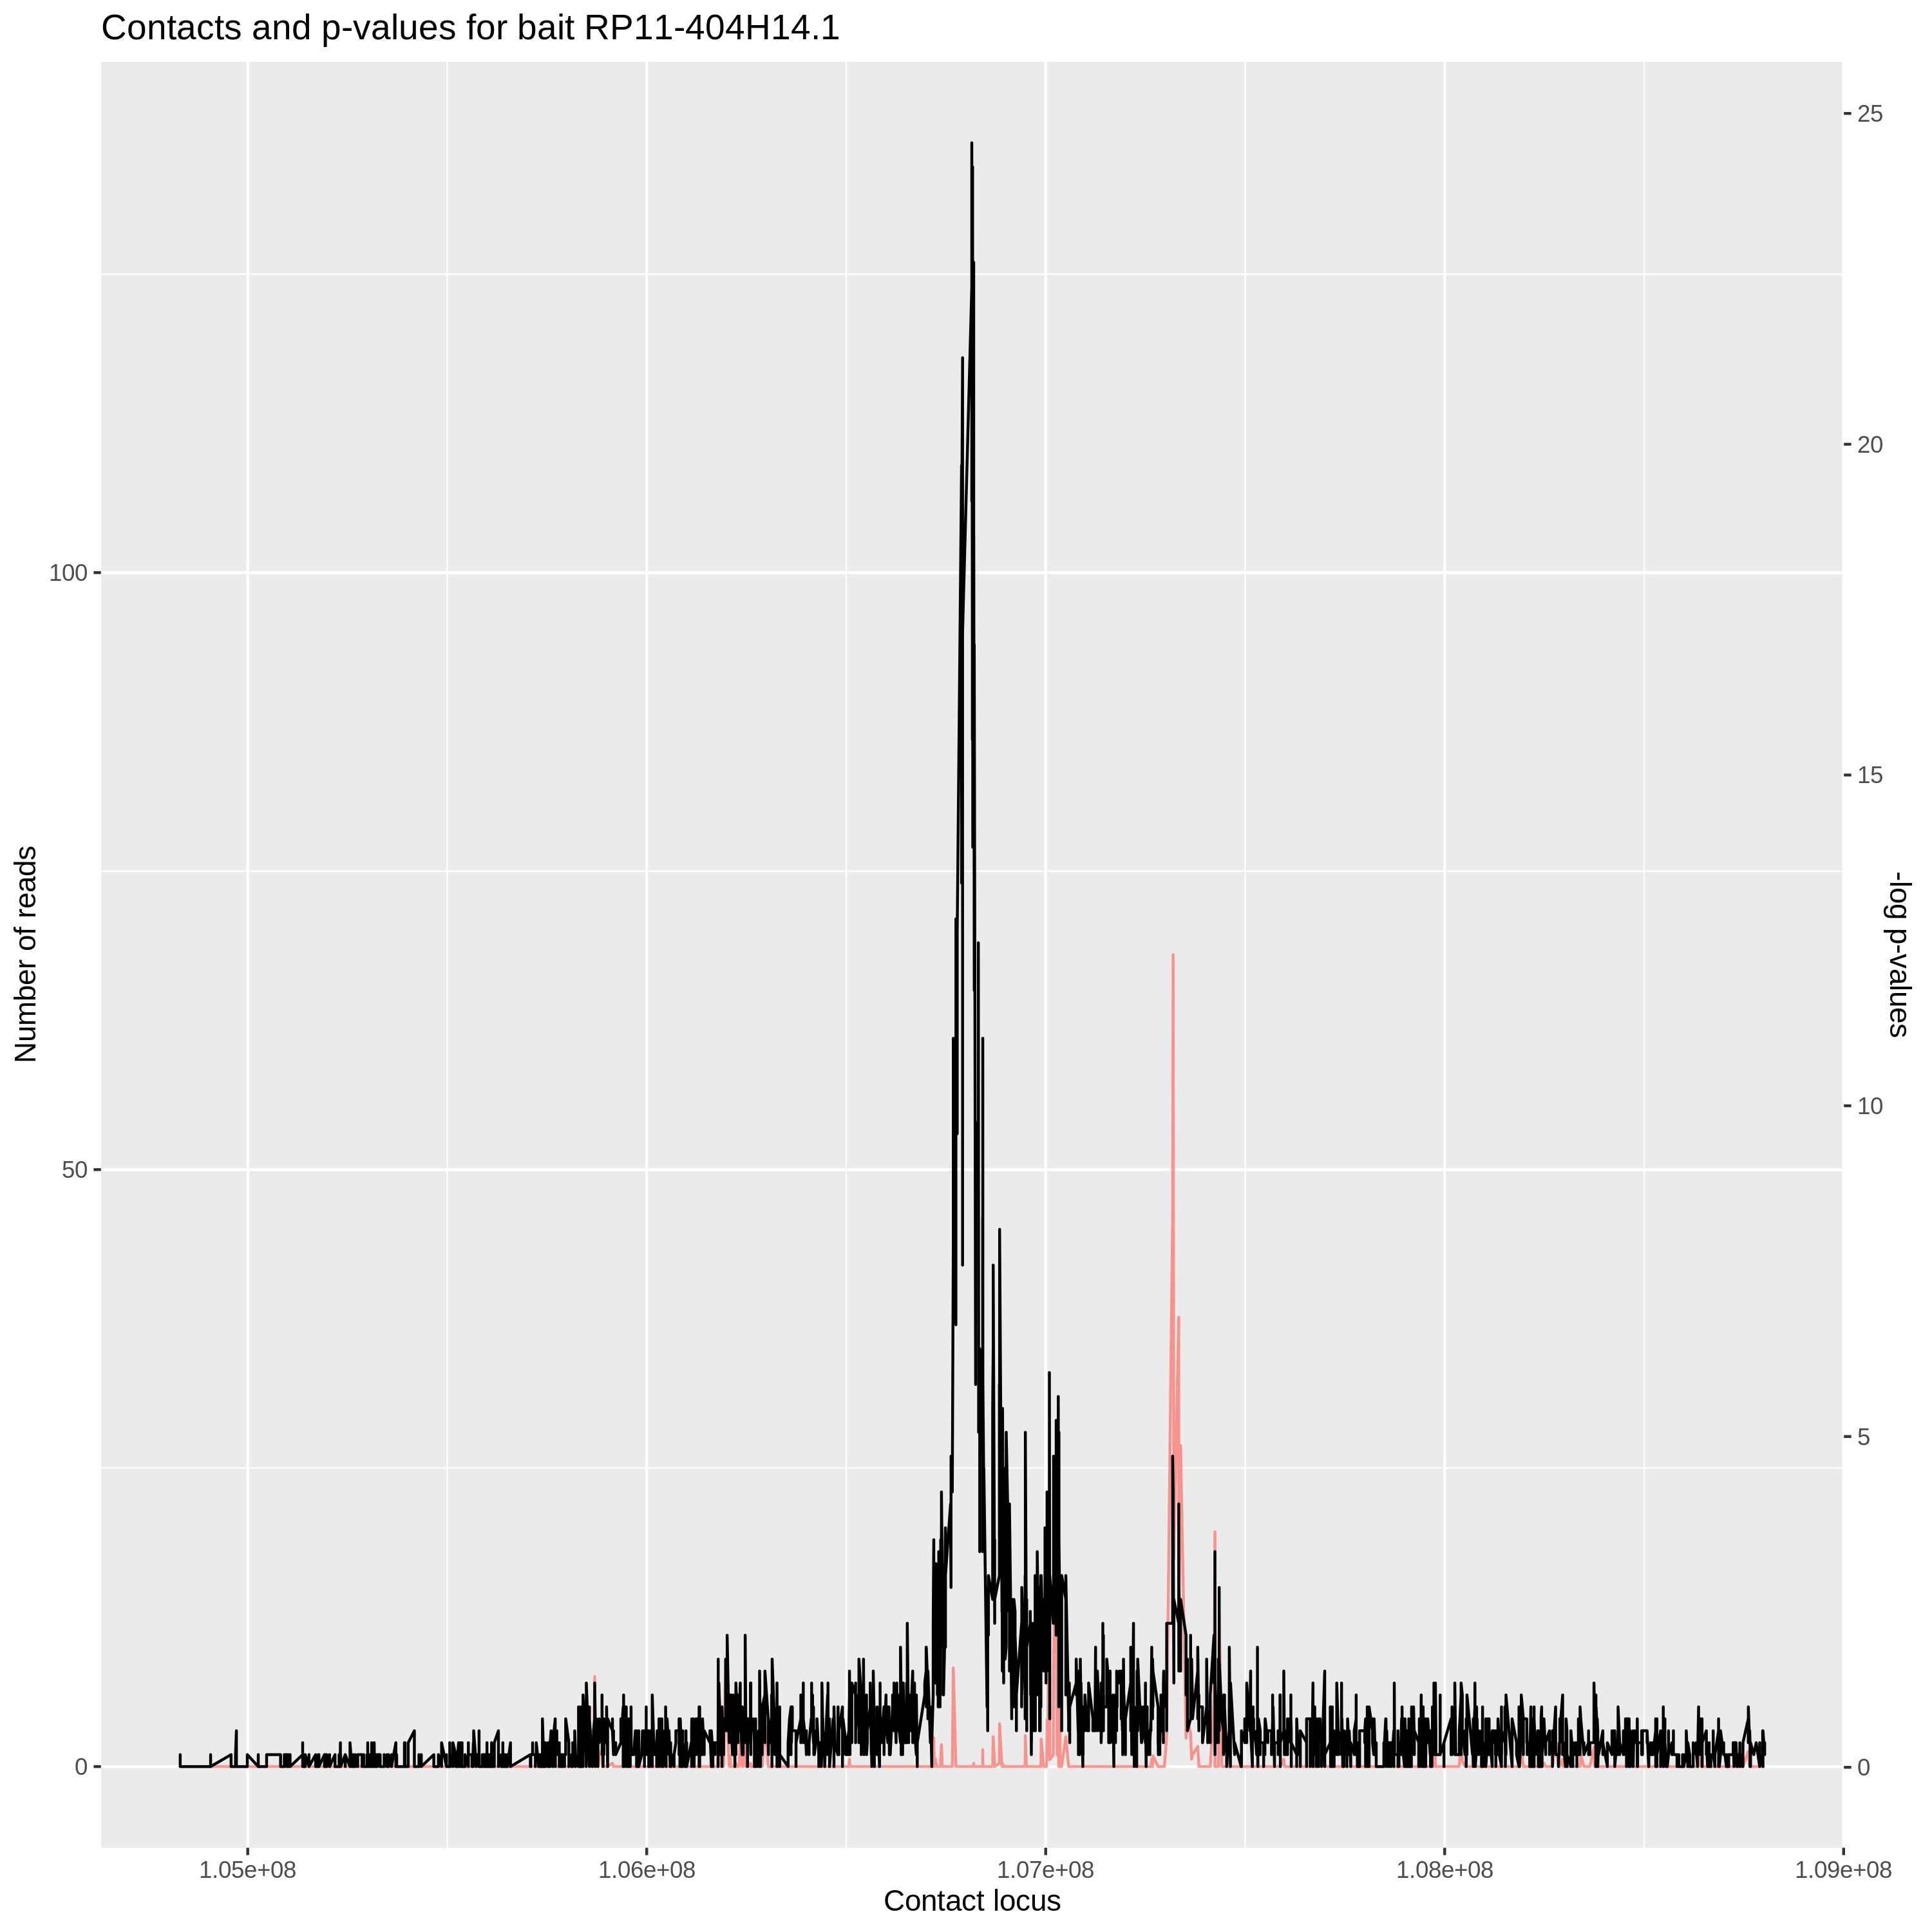 Contacts and p-values for bait RP11-404H14.1
Number of reads
100
50
0
25
20
15
10
5
0
-log p-values
1.05e+08
1.06e+08
1.07e+08
1.08e+08
1.09e+08
Contact locus